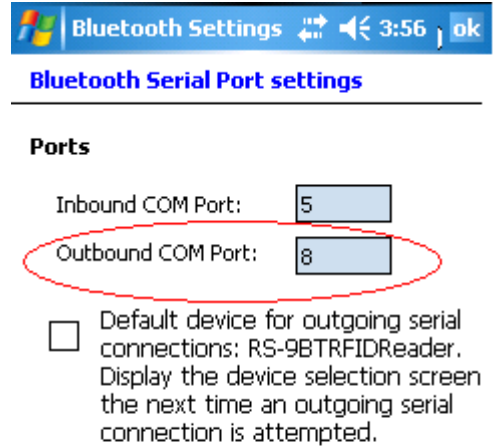 Bluetooth Settings 3:56 ok
Bluetooth Serial Port settings
Ports
Inbound COM Port: 5
Outbound COM Port: 8
Default device for outgoing serial
connections: RS-9BTRFIDReader.
Display the device selection screen
the next time an outgoing serial
connection is attempted.